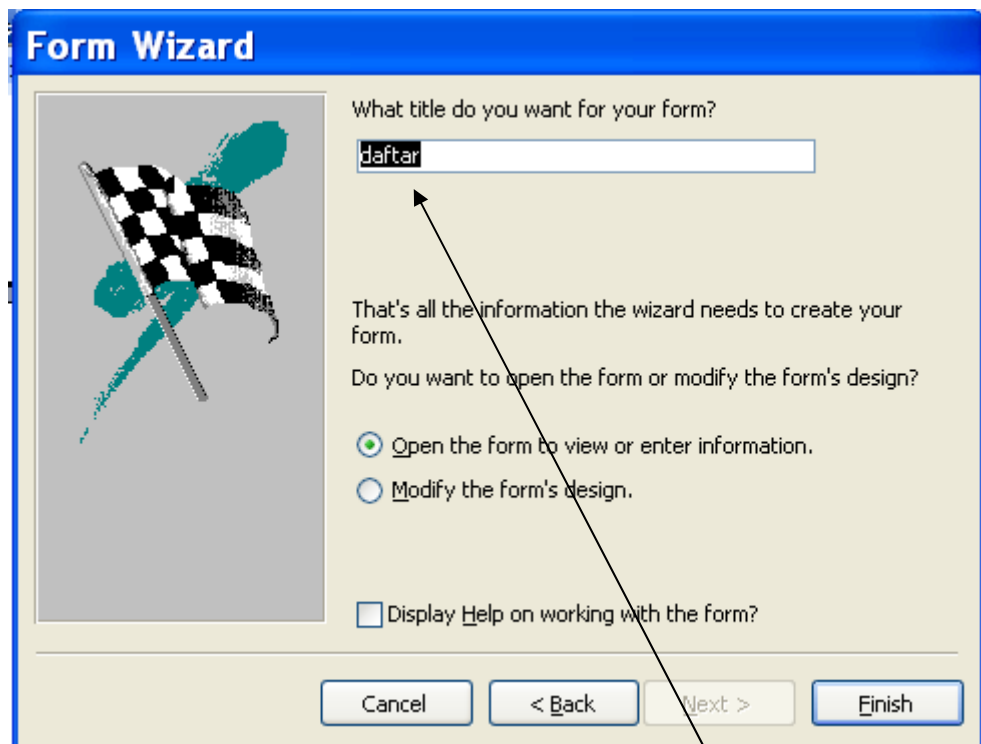 Form Wizard
What title do you want for your form?
daftar
That's all the information the wizard needs to create your
form.
Do you want to open the form or modify the form's design?
Open the form to view or enter information.
Modify the form's design.
Display Help on working with the form?
Cancel
< Back
Next >
Finish